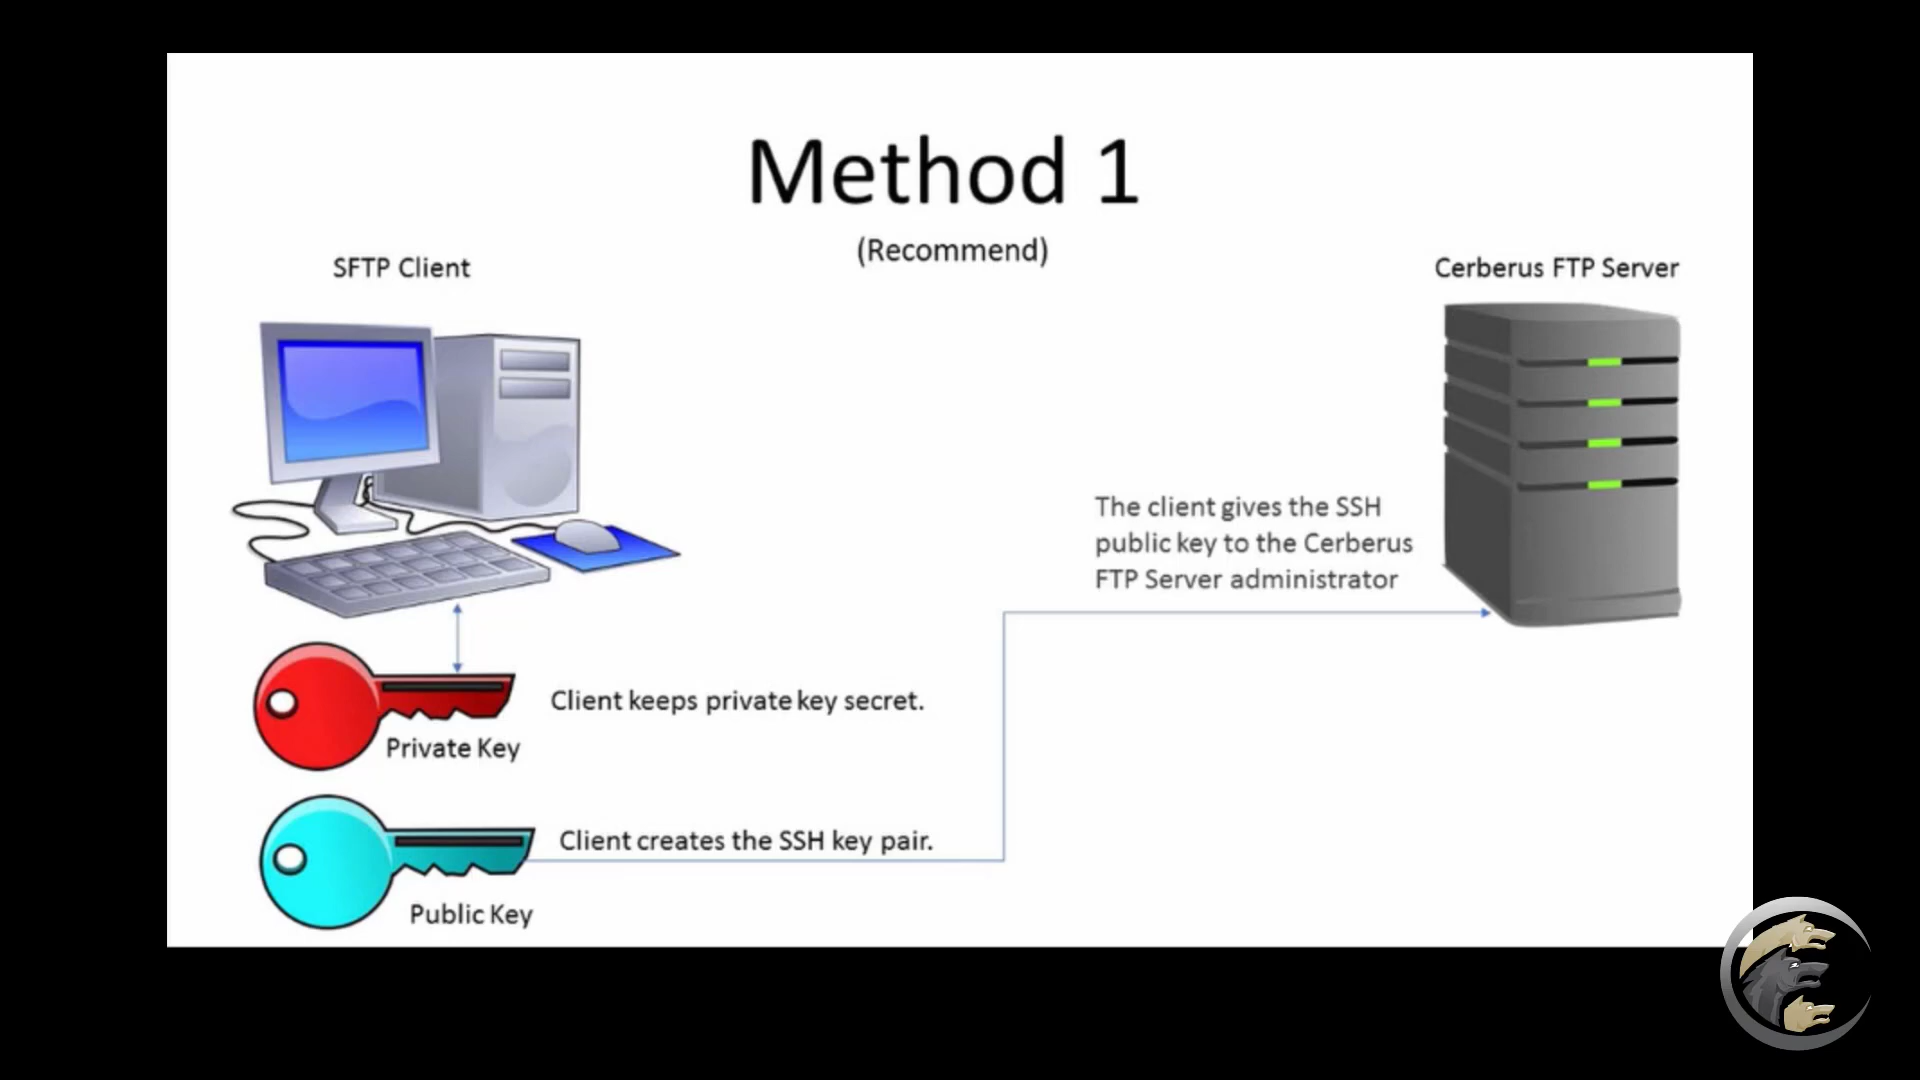 Method 1
(Recommend)
SFTP Client
Cerberus FTP Server
The client gives the SSH
public key to the Cerberus
FTP Server administrator
Client keeps private key secret.
Private Key
Client creates the SSH key pair.
Public Key